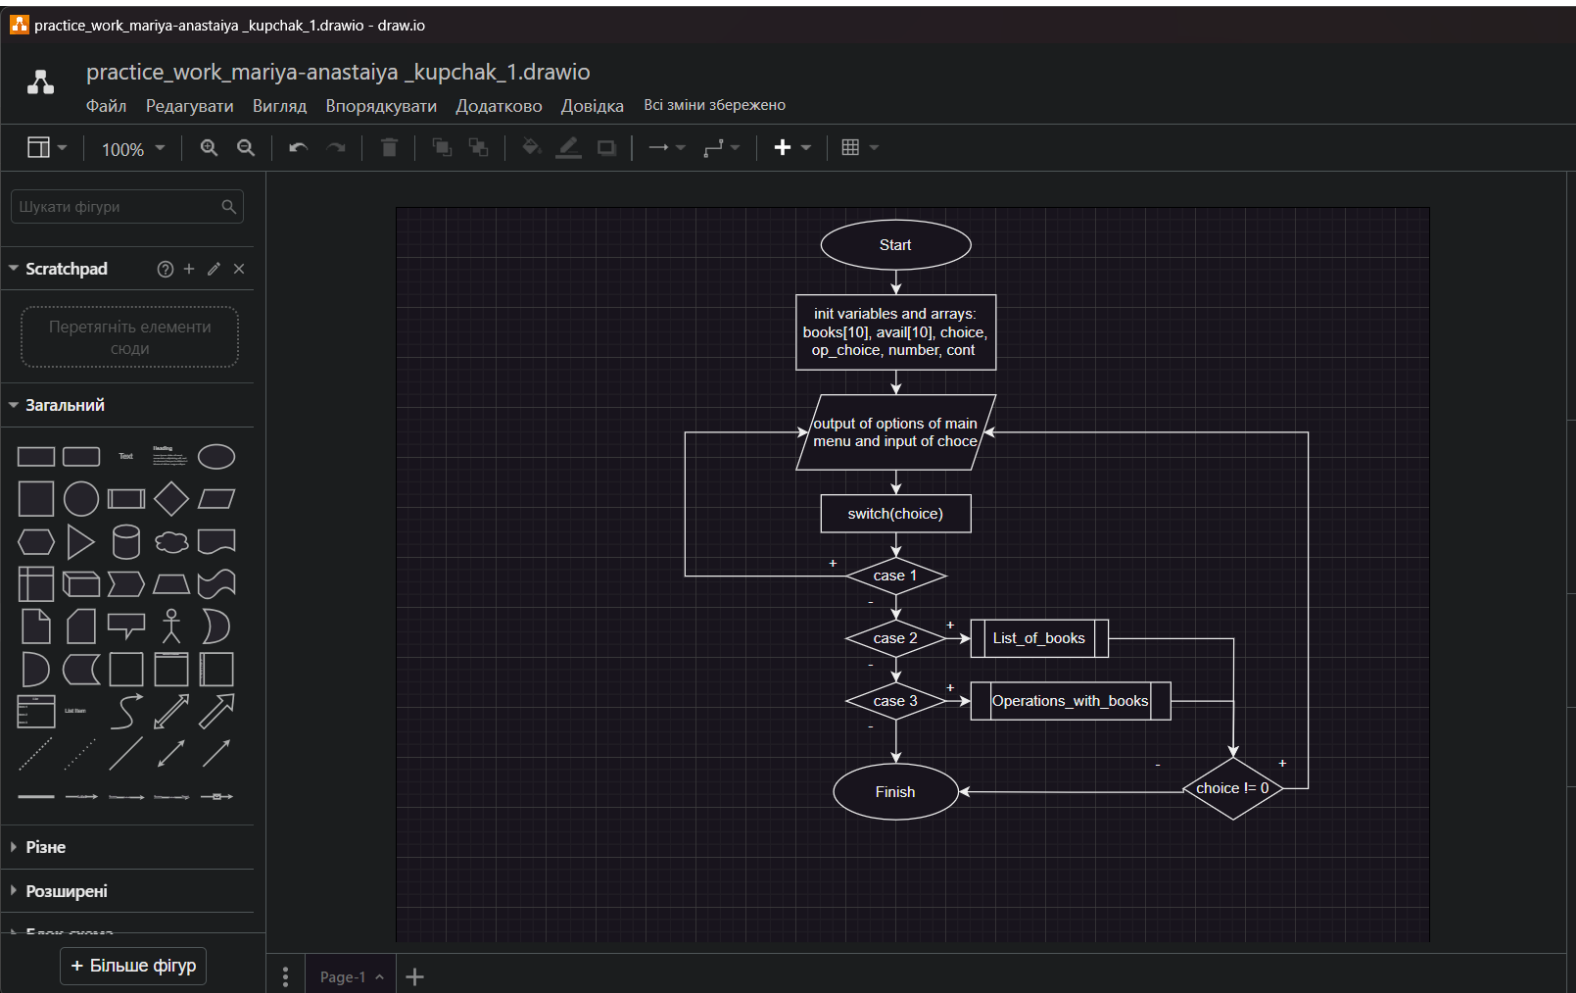 practice_work_mariya-anastaiya _kupchak_1.drawio - draw.io
practice_work_mariya-anastaiya _kupchak_1.drawio
Файл Редагувати Вигляд Впорядкувати Додатково Довідка Всі зміни збережено
100%
Шукати фігури
Scratchpad
Перетягніть елементи
сюди
Загальний
Text
Heading
List Item
Різне
Розширені
Блок-схема
+ Більше фігур
Start
init variables and arrays:
books[10], avail[10], choice,
op_choice, number, cont
output of options of main
menu and input of choce
switch(choice)
+
case 1
-
case 2
+
List_of_books
-
case 3
+
Operations_with_books
-
Finish
-
choice != 0
+
Page-1